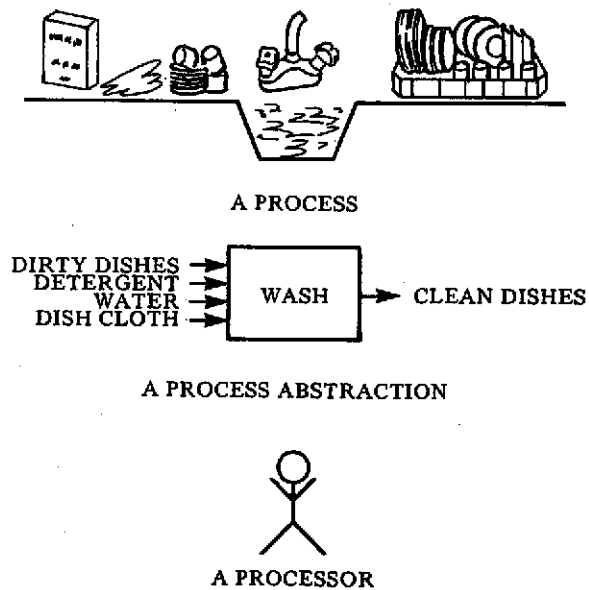 A PROCESS
DIRTY DISHES
DETERGENT
WATER
DISH CLOTH
WASH
CLEAN DISHES
A PROCESS ABSTRACTION
A PROCESSOR